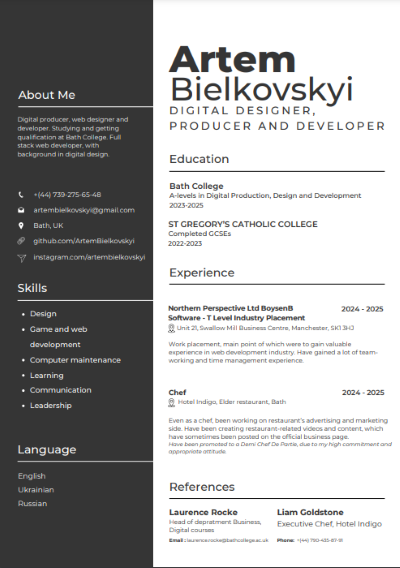 Artem
Bielkovskyi
DIGITAL DESIGNER,
PRODUCER AND DEVELOPER
About Me
Digital producer, web designer and
developer. Studying and getting
qualification at Bath College. Full
stack web developer, with
background in digital design.
+(44) 739-275-65-48
artembielkovskyi@gmail.com
Bath, UK
github.com/ArtemBielkovskyi
instagram.com/artembielkovskyi
Skills
• Design
• Game and web
development
• Computer maintenance
• Learning
• Communication
• Leadership
Language
English
Ukrainian
Russian
Education
Bath College
A-levels in Digital Production, Design and Development
2023-2025
ST GREGORY'S CATHOLIC COLLEGE
Completed GCSEs
2022-2023
Experience
Northern Perspective Ltd BoysenB 2024 - 2025
Software - T Level Industry Placement
Unit 21, Swallow Mill Business Centre, Manchester, SK1 3HJ
Work placement, main point of which were to gain valuable
experience in web development industry. Have gained a lot of team-
working and time management experience.
Chef 2024 - 2025
Hotel Indigo, Elder restaurant, Bath
Even as a chef, been working on restaurant's advertising and marketing
side. Have been creating restaurant-related videos and content, which
have sometimes been posted on the official business page.
Have been promoted to a Demi Chef De Partie, due to my high commitment and
appropriate attitude.
References
Laurence Rocke
Head of depratment Business,
Digital courses
Email : laurence.rocke@bathcollege.ac.uk
Liam Goldstone
Executive Chef, Hotel Indigo
Phone: +(44) 790-435-87-18